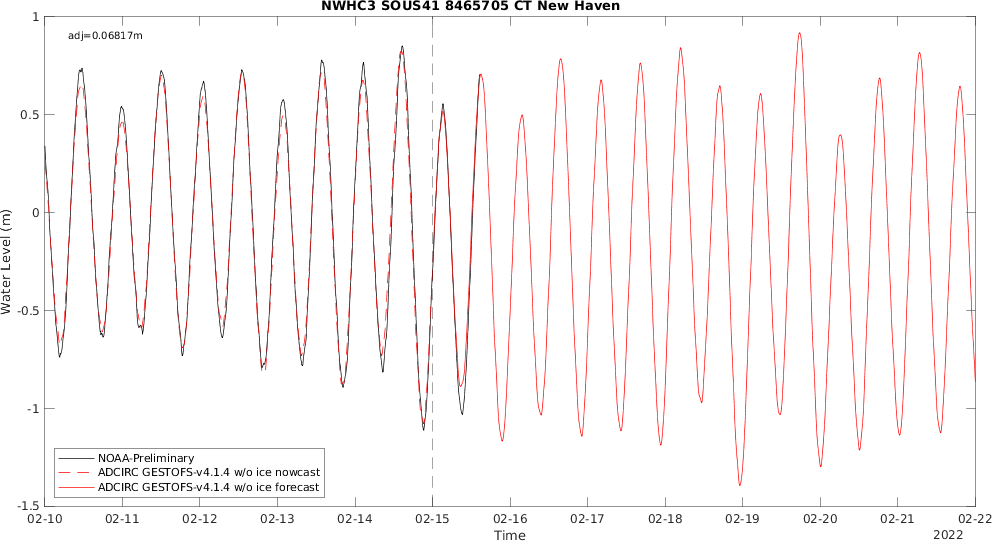 NWHC3 SOUS41 8465705 CT New Haven
adj=0.06817m
Water Level (m)
1
0.5
0
-0.5
-1
-1.5
NOAA-Preliminary
ADCIRC GESTOFS-v4.1.4 w/o ice nowcast
ADCIRC GESTOFS-v4.1.4 w/o ice forecast
02-10 02-11 02-12 02-13 02-14 02-15 02-16 02-17 02-18 02-19 02-20 02-21 02-22
Time
2022